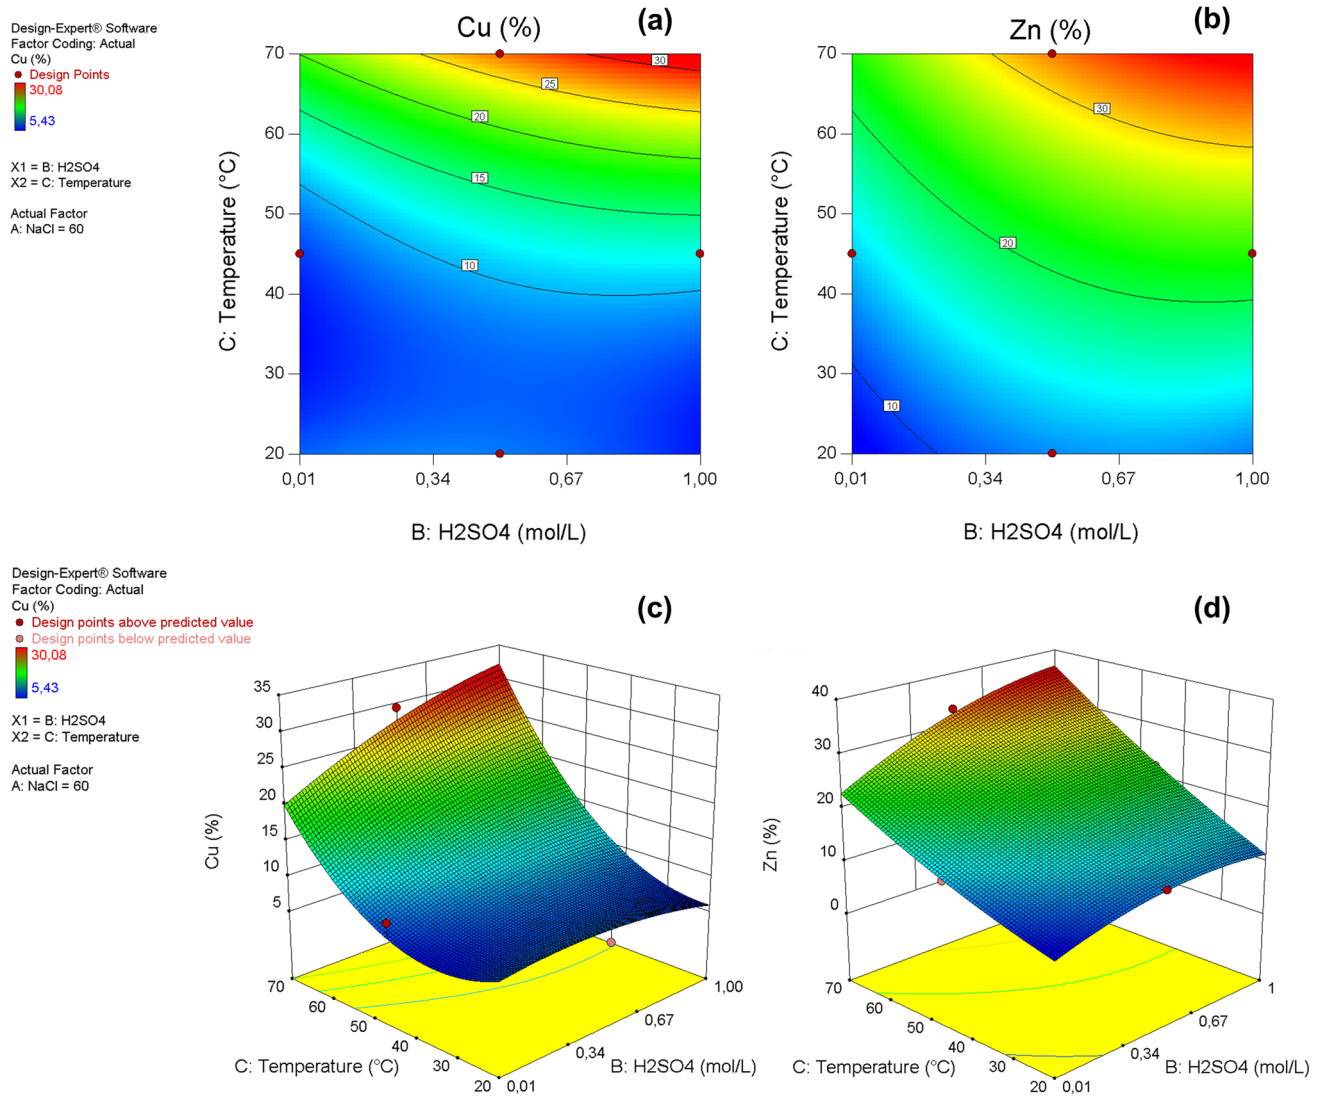 Design-Expert® Software
Factor Coding: Actual
Cu (%)
Design Points
30,08
5,43
X1 = B: H2SO4
X2 = C: Temperature
Actual Factor
A: NaCl = 60
Cu (%)
(a)
70
60
50
40
30
20
C: Temperature (°C)
30
25
20
15
10
0,01
0,34
0,67
1,00
B: H2SO4 (mol/L)
Zn (%)
(b)
70
60
50
40
30
20
C: Temperature (°C)
30
20
10
0,01
0,34
0,67
1,00
B: H2SO4 (mol/L)
Design-Expert® Software
Factor Coding: Actual
Cu (%)
Design points above predicted value
Design points below predicted value
30,08
5,43
X1 = B: H2SO4
X2 = C: Temperature
Actual Factor
A: NaCl = 60
(c)
35
30
25
20
15
10
5
Cu (%)
70
60
50
40
30
20
C: Temperature (°C)
0,01
0,34
0,67
1,00
B: H2SO4 (mol/L)
(d)
40
30
20
10
0
Zn (%)
70
60
50
40
30
20
C: Temperature (°C)
0,01
0,34
0,67
1
B: H2SO4 (mol/L)